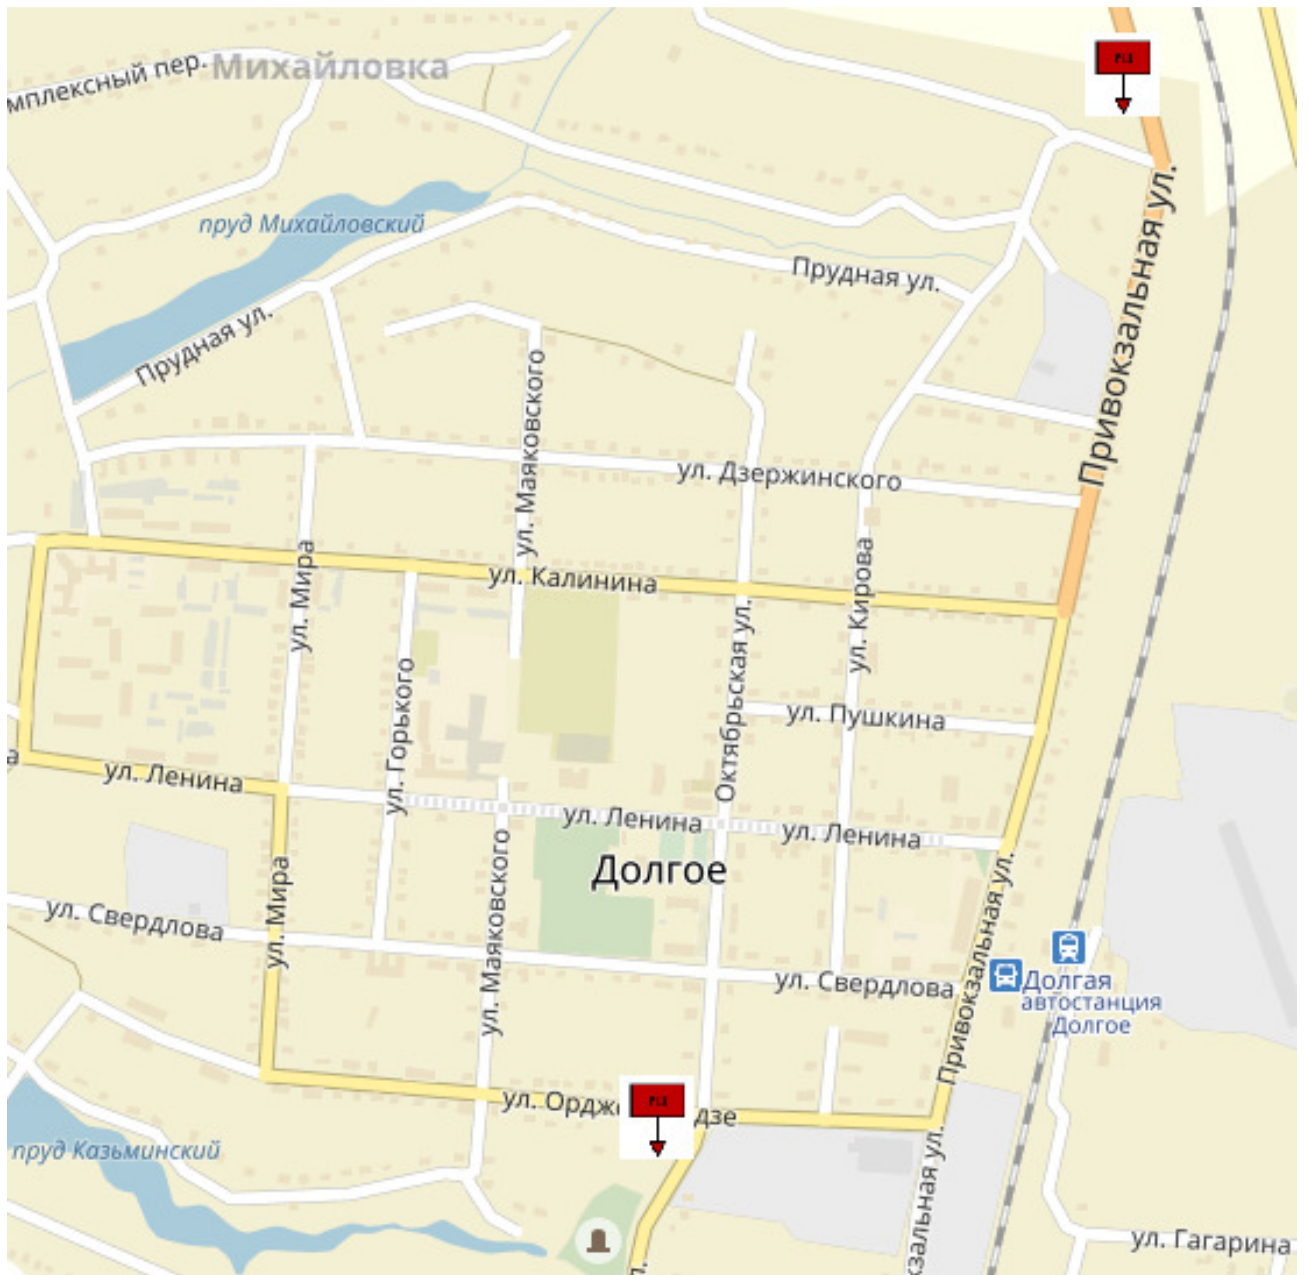 мплексный пер.
Михайловка
Привокзальная ул.
пруд Михайловский
Прудная ул.
Прудная ул.
ул. Маяковского
ул. Дзержинского
ул. Мира
ул. Калинина
ул. Кирова
ул. Горького
Октябрьская ул.
ул. Пушкина
а
ул. Ленина
ул. Ленина
ул. Ленина
Долгое
ул. Мира
ул. Маяковского
Привокзальная ул.
ул. Свердлова
ул. Свердлова
Долгая
автостанция
Долгое
ул. Ордж
дзе
пруд Казьминский
кзальная ул.
ул. Гагарина
л.